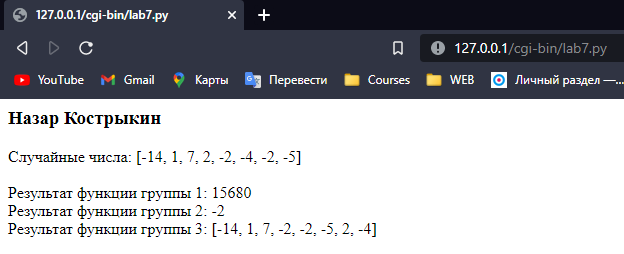 127.0.0.1/cgi-bin/lab7.py
127.0.0.1/cgi-bin/lab7.py
YouTube Gmail Карты Перевести Courses WEB Личный раздел —...
Назар Кострыкин
Случайные числа: [-14, 1, 7, 2, -2, -4, -2, -5]
Результат функции группы 1: 15680
Результат функции группы 2: -2
Результат функции группы 3: [-14, 1, 7, -2, -2, -5, 2, -4]